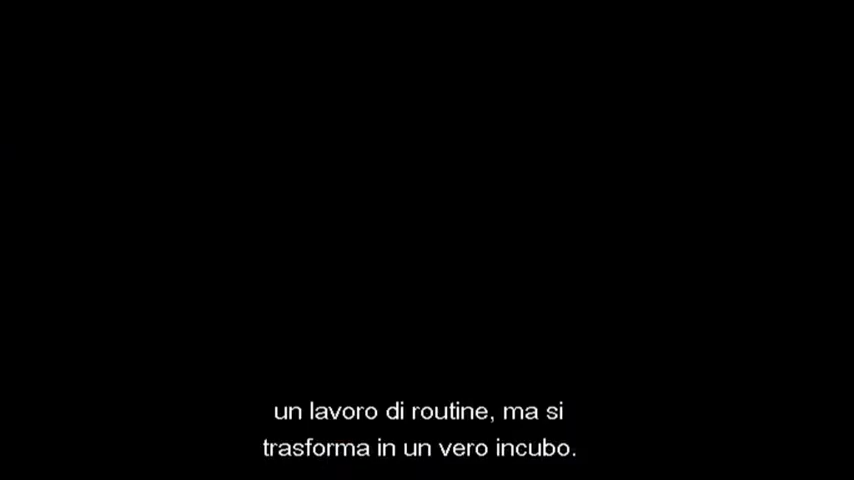 un lavoro di routine, ma si
trasforma in un vero incubo.